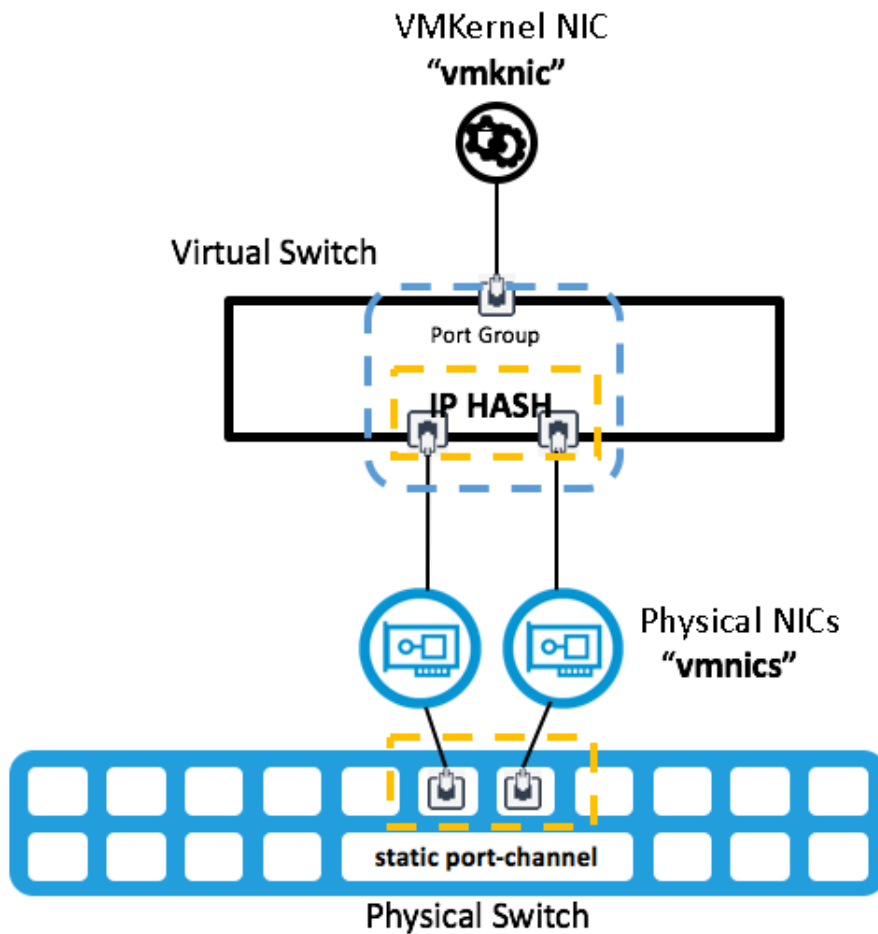 VMKernel NIC
“vmknic”
Virtual Switch
Port Group
IP HASH
Physical NICs
“vmnics”
static port-channel
Physical Switch